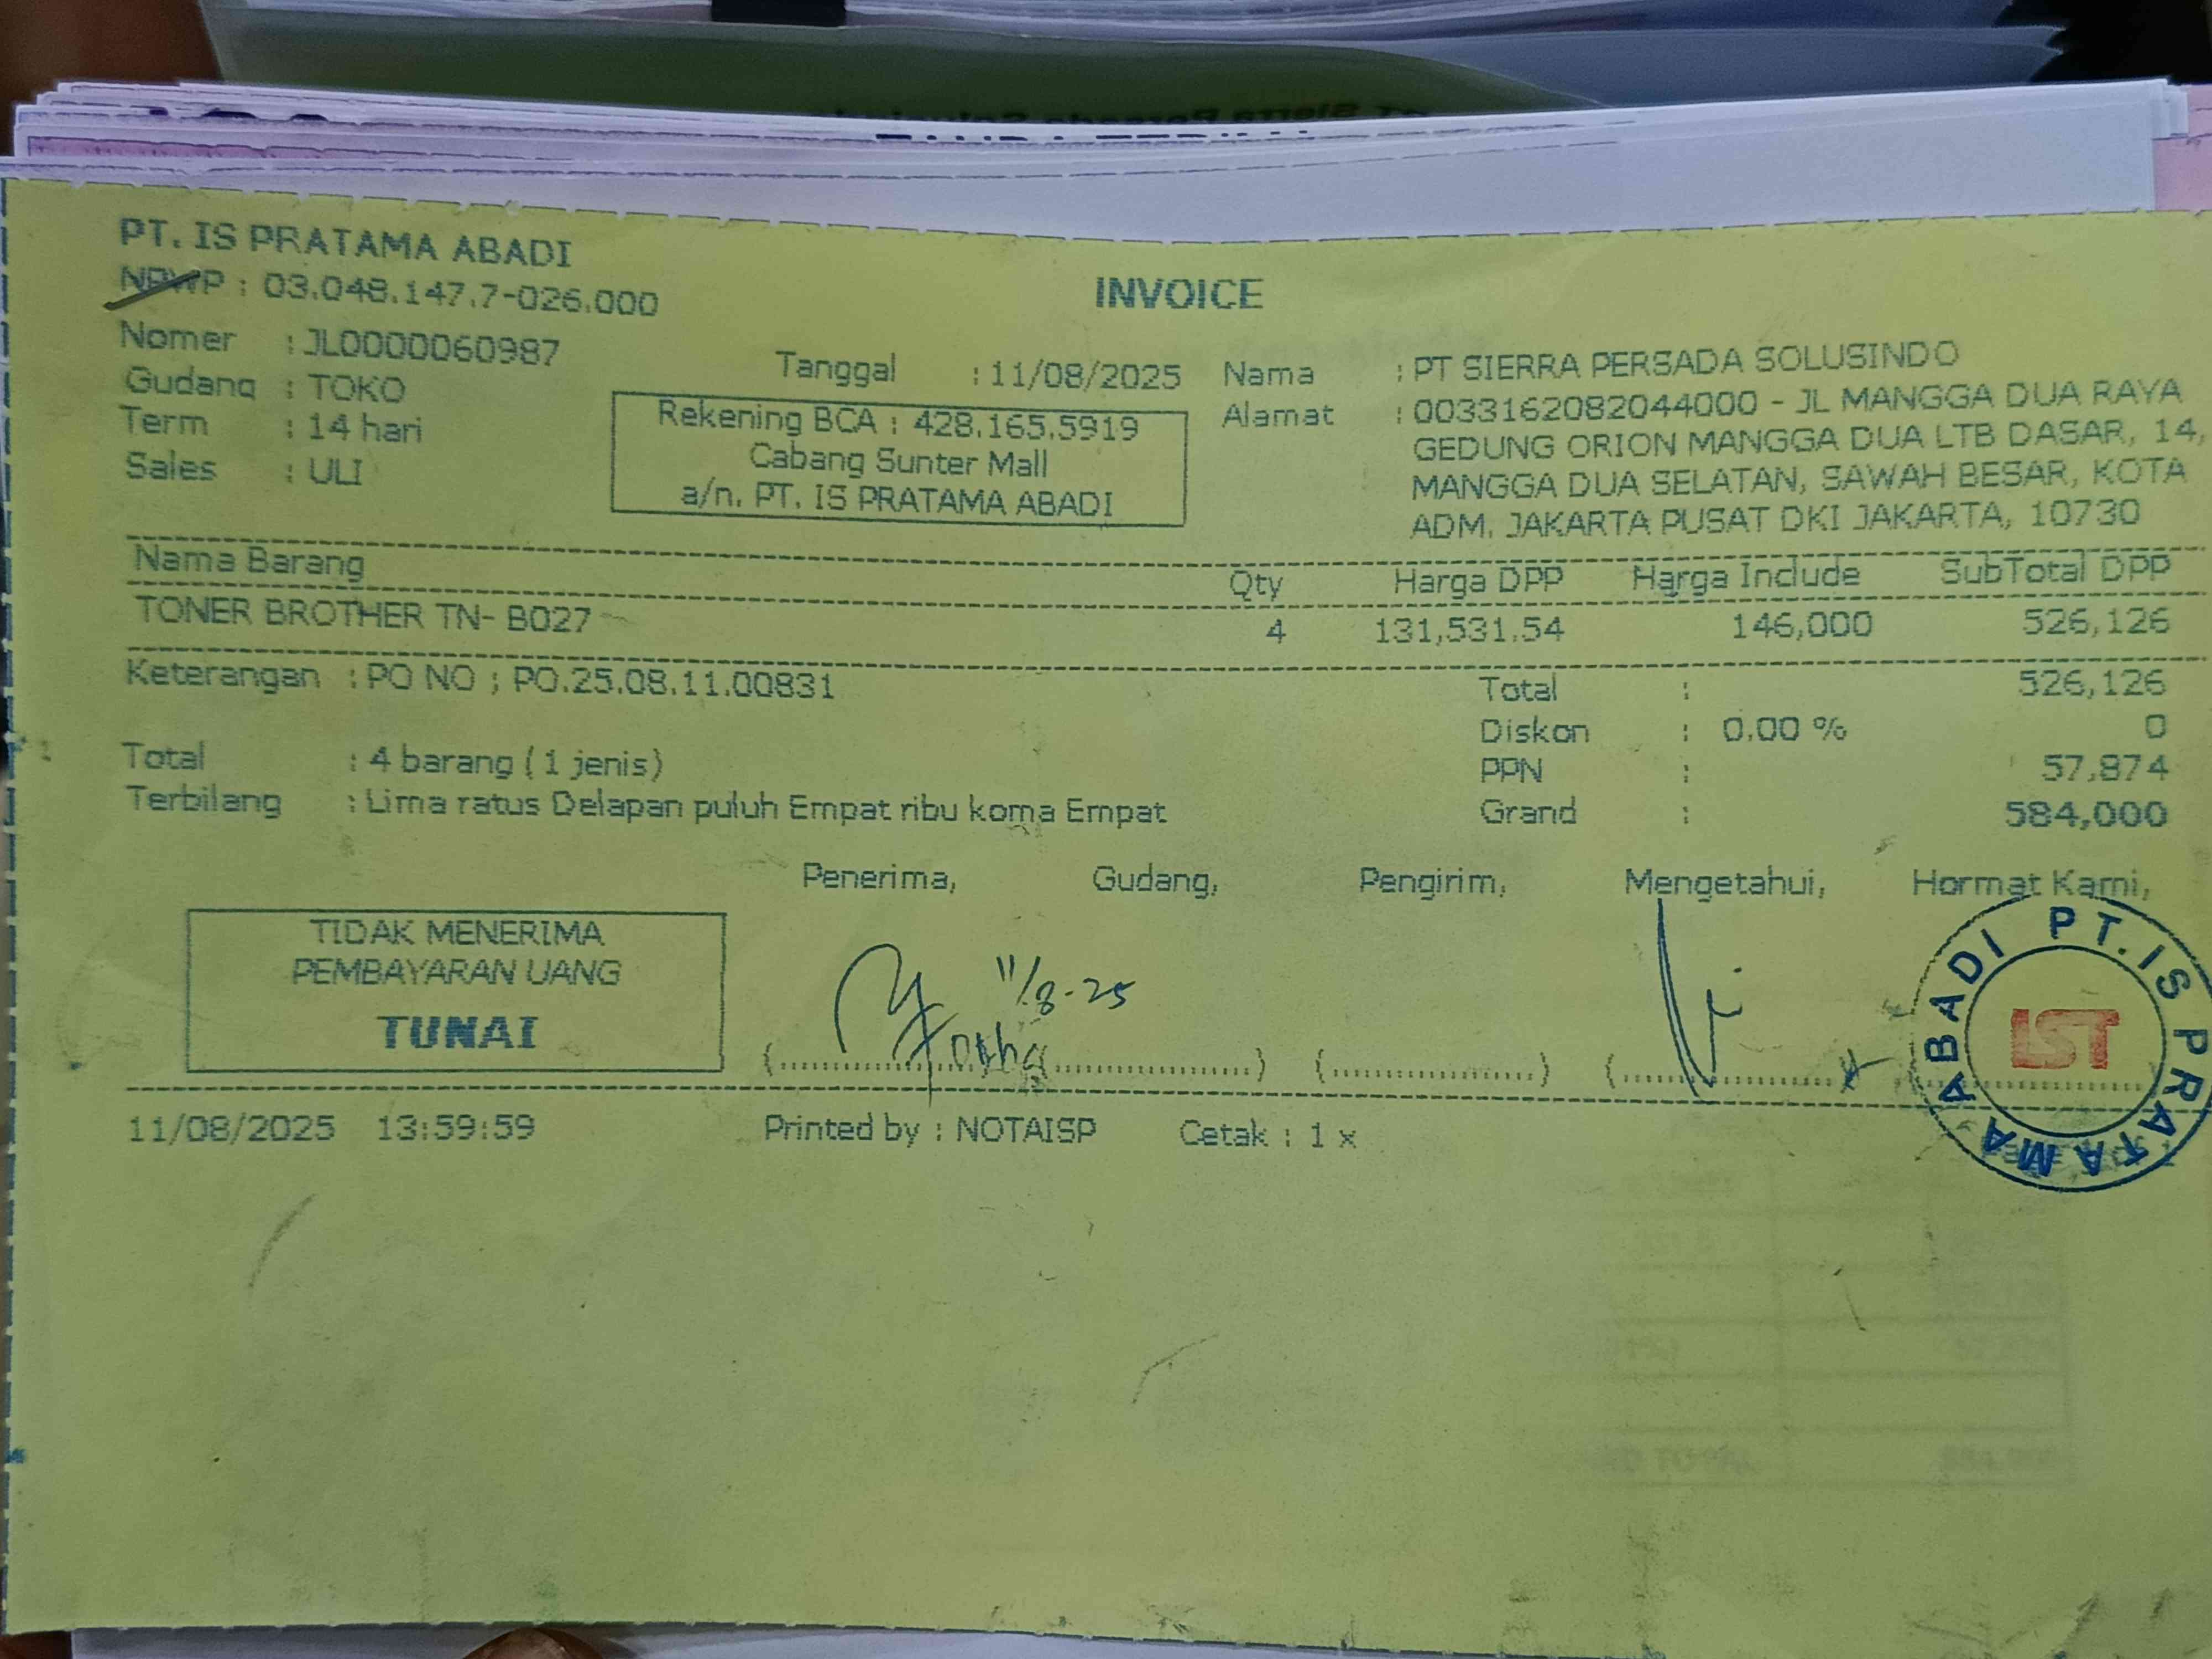 PT. IS PRATAMA ABADI
NPWP : 03.048.147.7-026.000
INVOICE
Nomer : JL0000060987
Gudang : TOKO
Term : 14 hari
Sales : ULI
Tanggal : 11/08/2025
Rekening BCA : 428.165.5919
Cabang Sunter Mall
a/n. PT. IS PRATAMA ABADI
Nama : PT SIERRA PERSADA SOLUSINDO
Alamat : 0033162082044000 - JL MANGGA DUA RAYA
GEDUNG ORION MANGGA DUA LTB DASAR, 14,
MANGGA DUA SELATAN, SAWAH BESAR, KOTA
ADM. JAKARTA PUSAT DKI JAKARTA, 10730
Nama Barang Qty Harga DPP Harga Include SubTotal DPP
TONER BROTHER TN- B027 4 131,531.54 146,000 526,126
Keterangan : PO NO ; PO.25.08.11.00831
Total : 526,126
Diskon : 0.00 % 0
Total : 4 barang ( 1 jenis)
PPN : 57,874
Terbilang : Lima ratus Delapan puluh Empat ribu koma Empat
Grand : 584,000
Penerima, Gudang, Pengirim, Mengetahui, Hormat Kami,
TIDAK MENERIMA
PEMBAYARAN UANG
TUNAI
11/8-25
PT. IS PRATAMA ABADI
IST
11/08/2025 13:59:59 Printed by : NOTAISP Cetak : 1 x